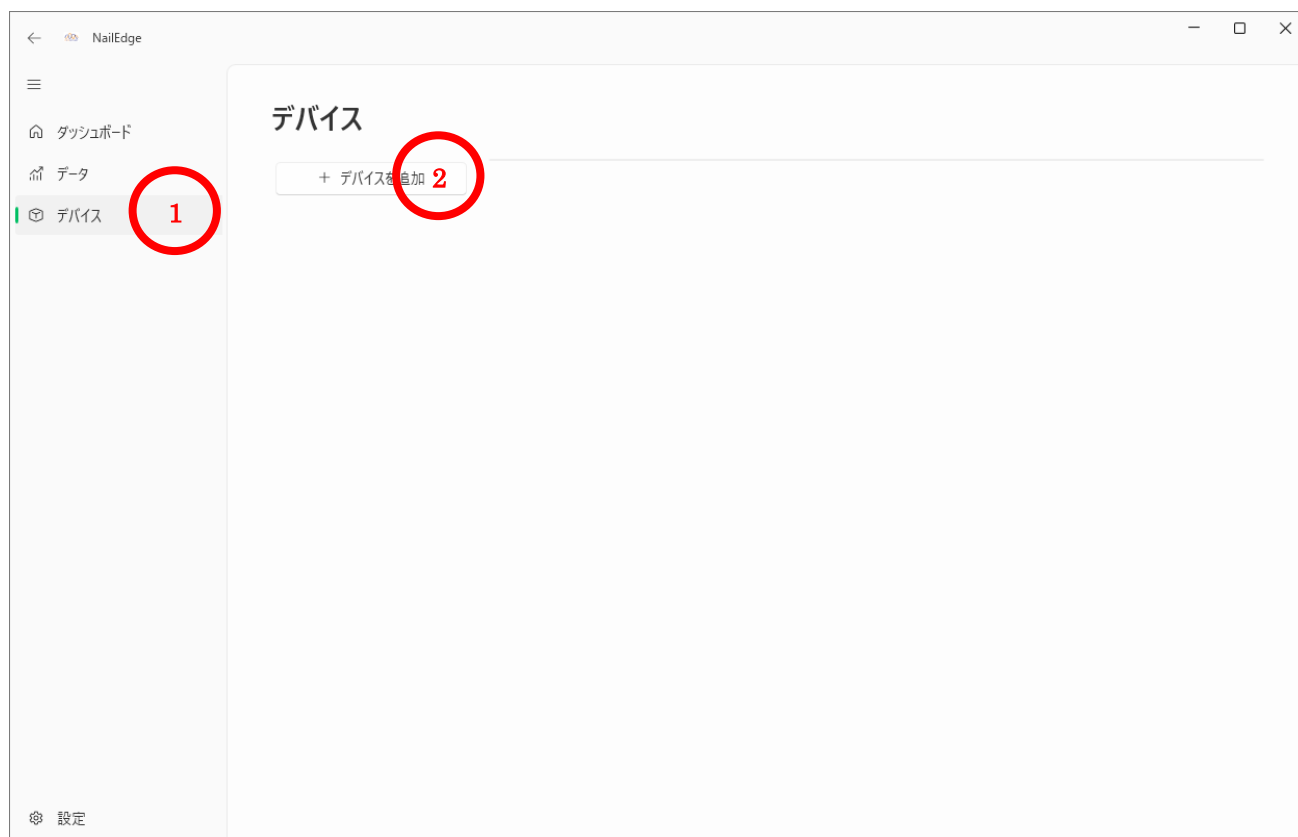 NailEdge
ダッシュボード
データ
デバイス 1
デバイス
+ デバイスを追加 2
設定